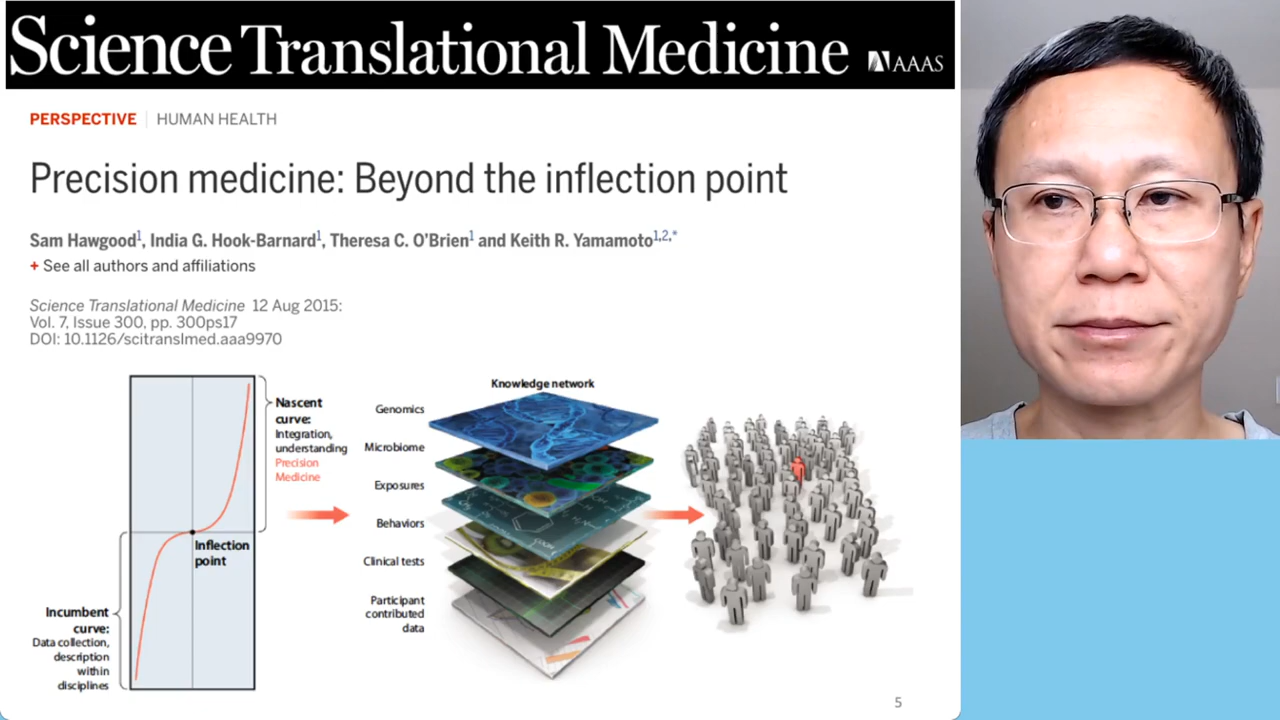 Science Translational Medicine AAAS
PERSPECTIVE HUMAN HEALTH
Precision medicine: Beyond the inflection point
Sam Hawgood1, India G. Hook-Barnard1, Theresa C. O'Brien1 and Keith R. Yamamoto1,2,*
+ See all authors and affiliations
Science Translational Medicine 12 Aug 2015:
Vol. 7, Issue 300, pp. 300ps17
DOI: 10.1126/scitranslmed.aaa9970
Nascent
curve:
Integration,
understanding
Precision
Medicine
Inflection
point
Incumbent
curve:
Data collection,
description
within
disciplines
Knowledge network
Genomics
Microbiome
Exposures
Behaviors
Clinical tests
Participant
contributed
data
COOH
5